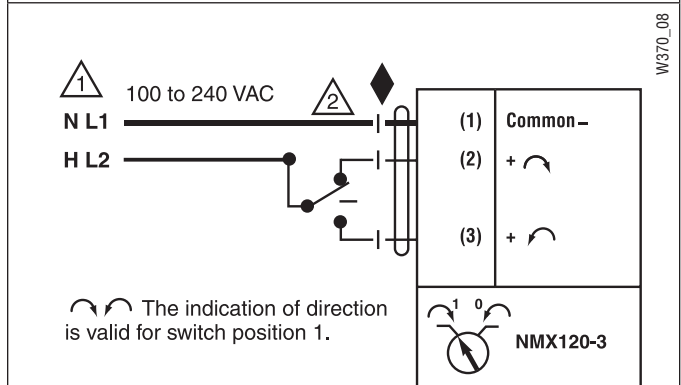 W370_08
1
100 to 240 VAC
2
N L1
(1) Common –
H L2
(2) +
(3) +
The indication of direction
is valid for switch position 1.
1 0
NMX120-3